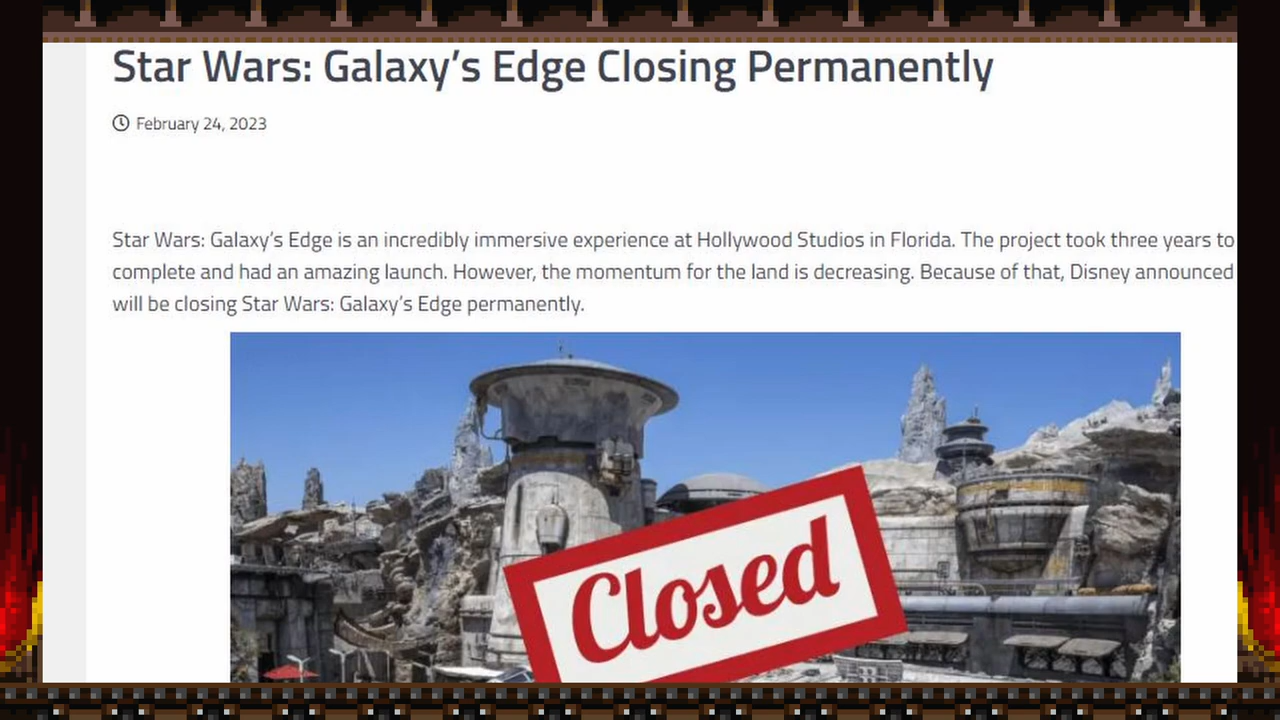 Star Wars: Galaxy’s Edge Closing Permanently
February 24, 2023
Star Wars: Galaxy’s Edge is an incredibly immersive experience at Hollywood Studios in Florida. The project took three years to
complete and had an amazing launch. However, the momentum for the land is decreasing. Because of that, Disney announced
will be closing Star Wars: Galaxy’s Edge permanently.
Closed